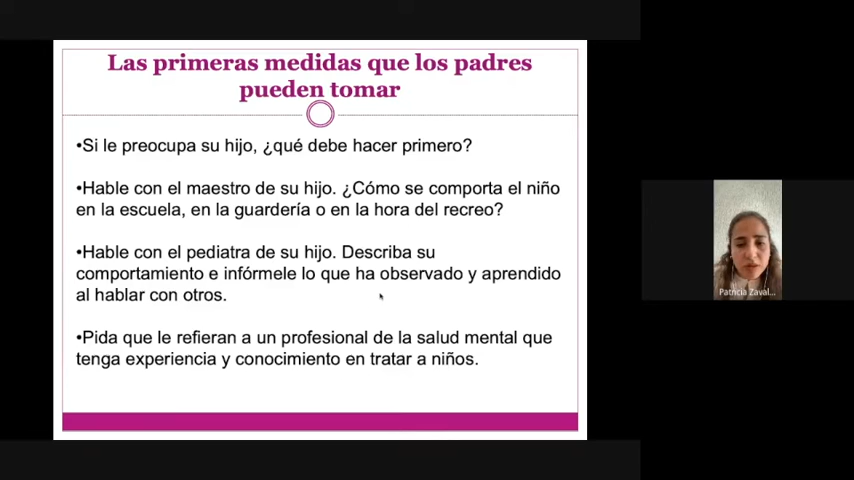 Las primeras medidas que los padres
pueden tomar
•Si le preocupa su hijo, ¿qué debe hacer primero?
•Hable con el maestro de su hijo. ¿Cómo se comporta el niño
en la escuela, en la guardería o en la hora del recreo?
•Hable con el pediatra de su hijo. Describa su
comportamiento e infórmele lo que ha observado y aprendido
al hablar con otros.
•Pida que le refieran a un profesional de la salud mental que
tenga experiencia y conocimiento en tratar a niños.
Patricia Zaval...